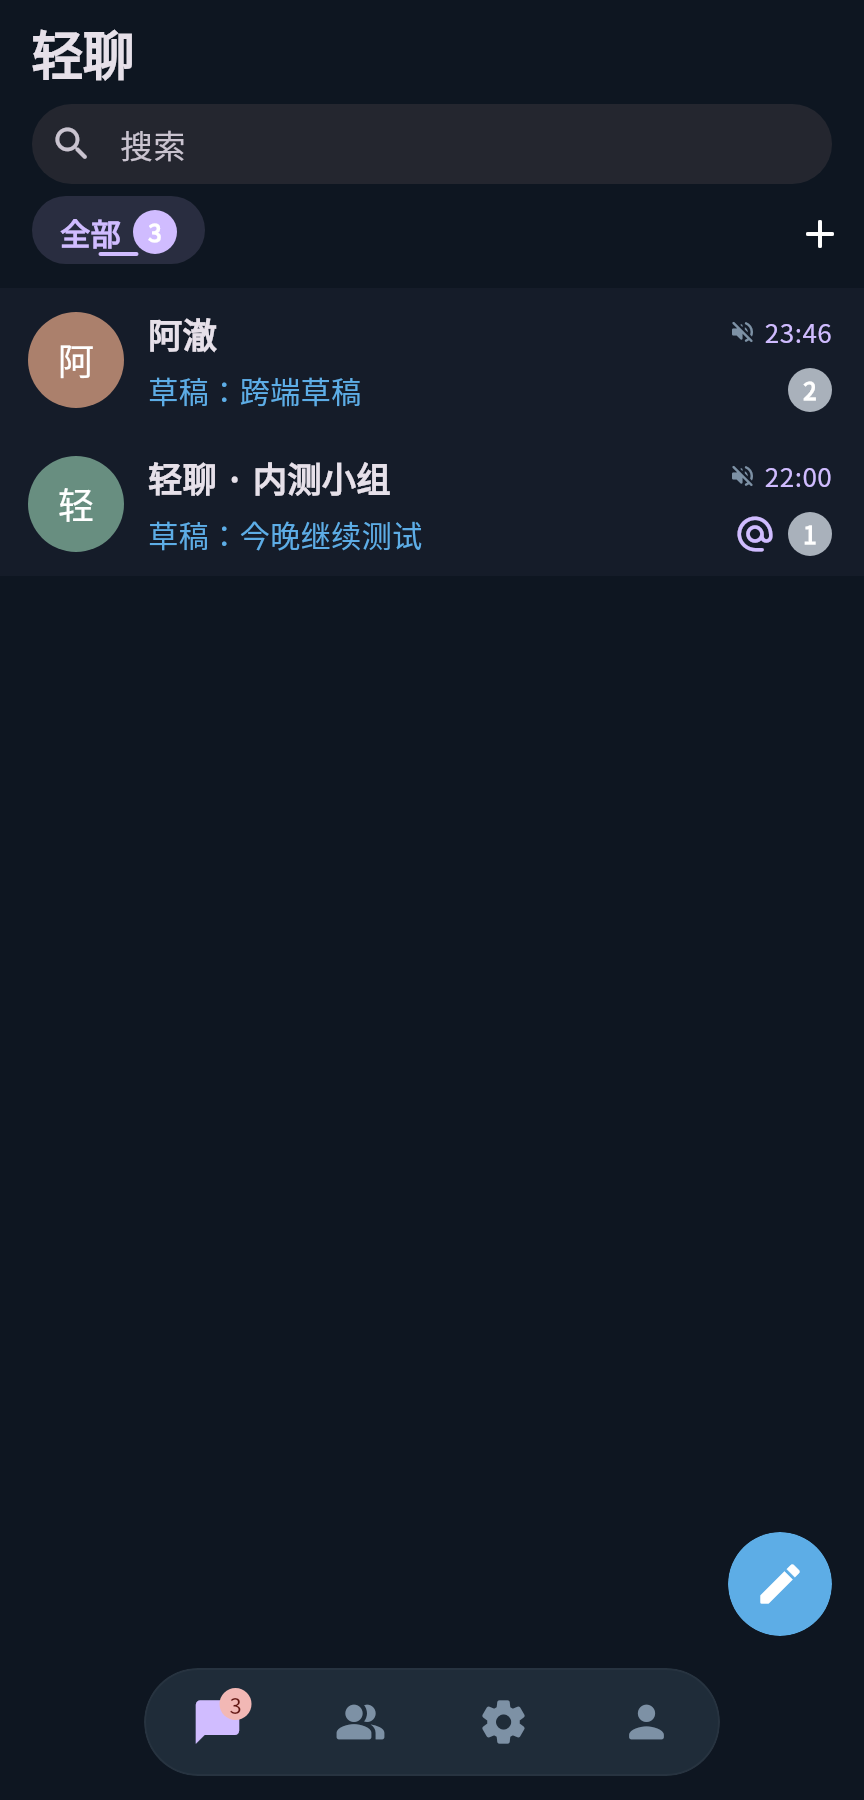 轻聊
搜索
全部 3
阿
阿澈
23:46
草稿：跨端草稿
2
轻
轻聊 · 内测小组
22:00
草稿：今晚继续测试
@ 1
3